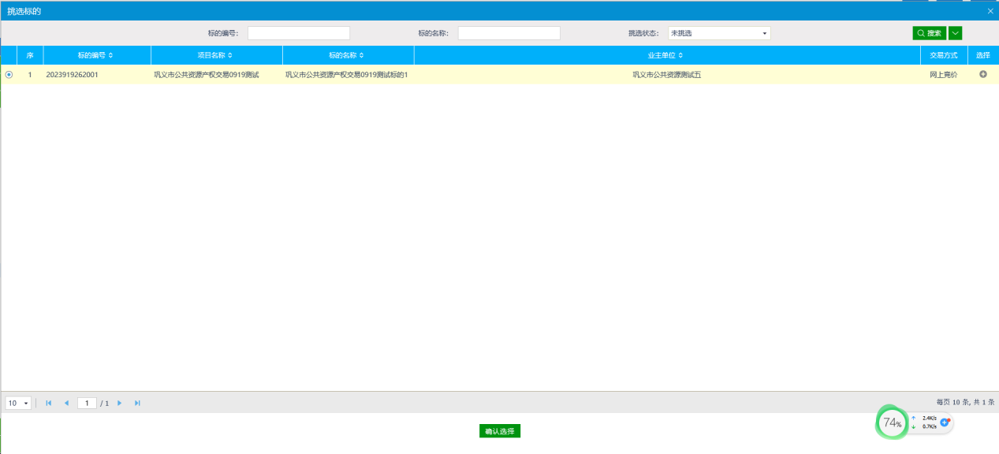 挑选标的
标的编号: 标的名称: 挑选状态: 未挑选 搜索
序 标的编号 项目名称 标的名称 业主单位 交易方式 选择
1 2023919262001 巩义市公共资源产权交易0919测试 巩义市公共资源产权交易0919测试标的1 巩义市公共资源测试五 网上竞价
10 1 / 1 每页 10 条, 共 1 条
74% 2.4K/s
0.7K/s
确认选择